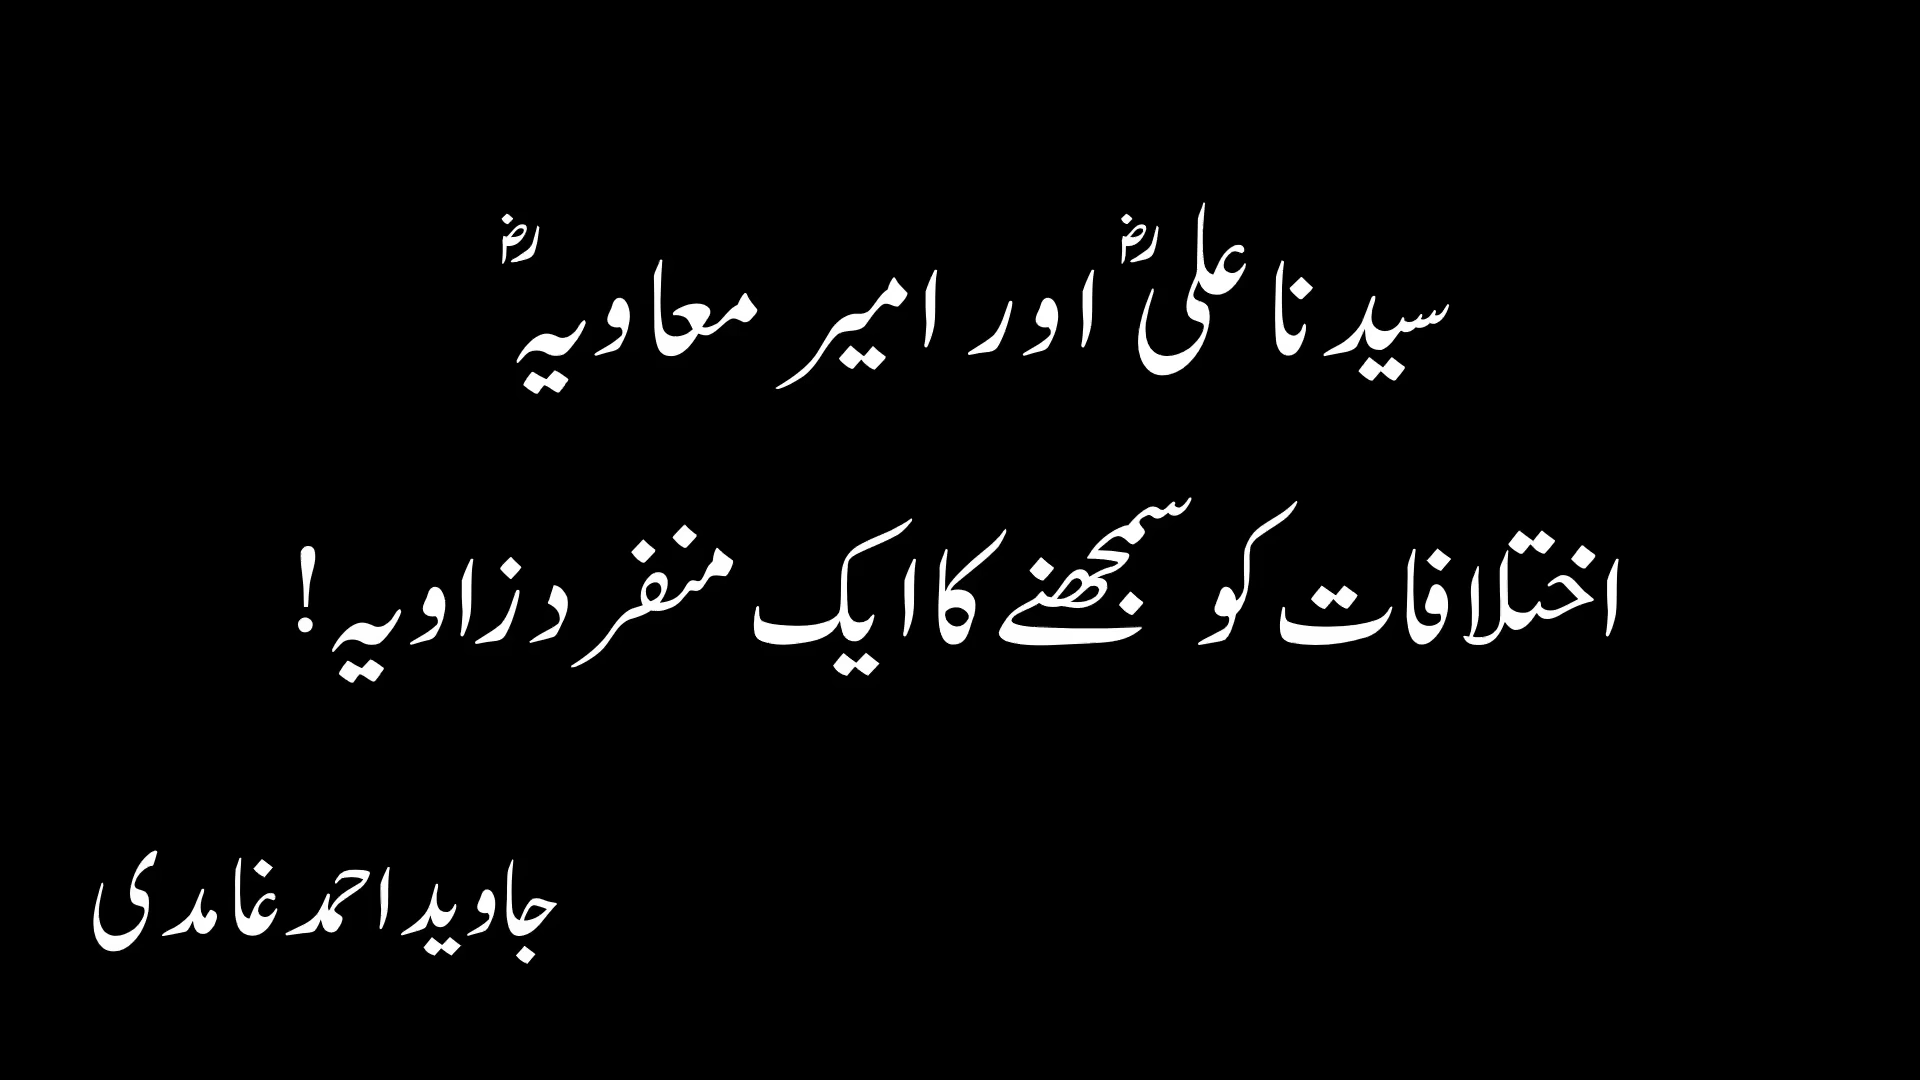 سیدنا علیؓ اور امیر معاویہؓ
اختلافات کو سمجھنے کا ایک منفرد زاویہ!
جاوید احمد غامدی